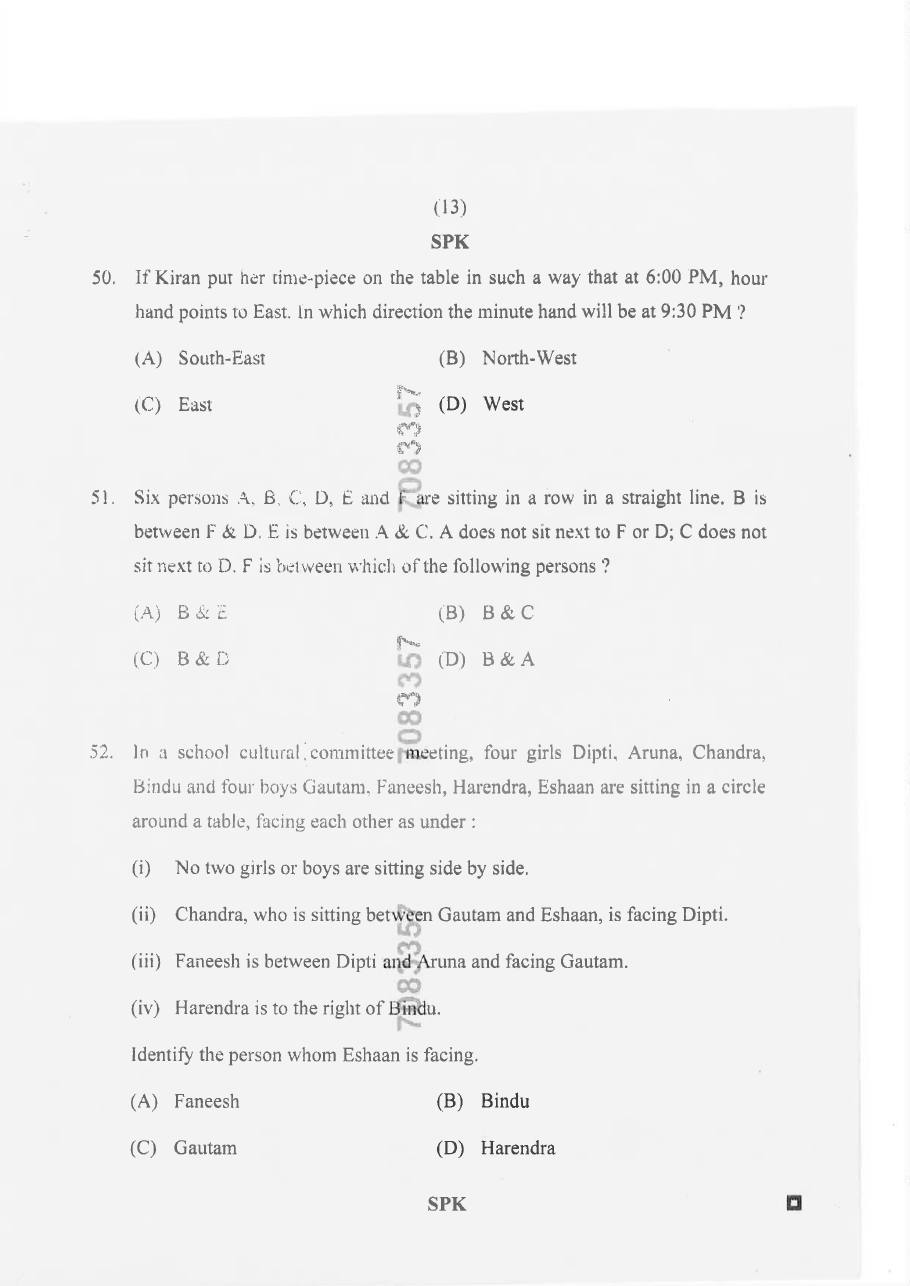 (13)
SPK
50. If Kiran put her time-piece on the table in such a way that at 6:00 PM, hour
hand points to East. In which direction the minute hand will be at 9:30 PM ?
(A) South-East (B) North-West
(C) East (D) West
7083357
51. Six persons A, B, C, D, E and F are sitting in a row in a straight line. B is
between F & D. E is between A & C. A does not sit next to F or D; C does not
sit next to D. F is between which of the following persons ?
(A) B & E (B) B & C
(C) B & D (D) B & A
7083357
52. In a school cultural committee meeting, four girls Dipti, Aruna, Chandra,
Bindu and four boys Gautam, Faneesh, Harendra, Eshaan are sitting in a circle
around a table, facing each other as under :
(i) No two girls or boys are sitting side by side.
(ii) Chandra, who is sitting between Gautam and Eshaan, is facing Dipti.
(iii) Faneesh is between Dipti and Aruna and facing Gautam.
(iv) Harendra is to the right of Bindu.
7083357
Identify the person whom Eshaan is facing.
(A) Faneesh (B) Bindu
(C) Gautam (D) Harendra
SPK